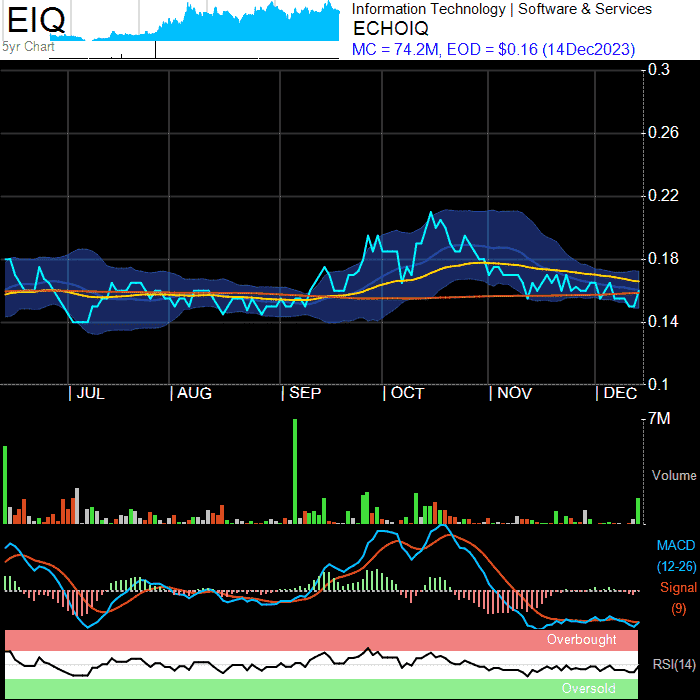 EIQ
5yr Chart
Information Technology | Software & Services
ECHOIQ
MC = 74.2M, EOD = $0.16 (14Dec2023)
0.3
0.26
0.22
0.18
0.14
0.1
JUL AUG SEP OCT NOV DEC
7M
Volume
MACD
(12-26)
Signal
(9)
Overbought
RSI(14)
Oversold